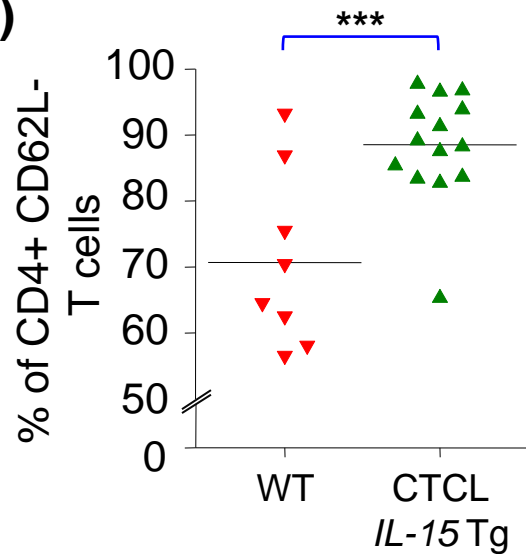 )
***
% of CD4+ CD62L-
T cells
100
90
80
70
60
50
0
WT
CTCL
IL-15 Tg